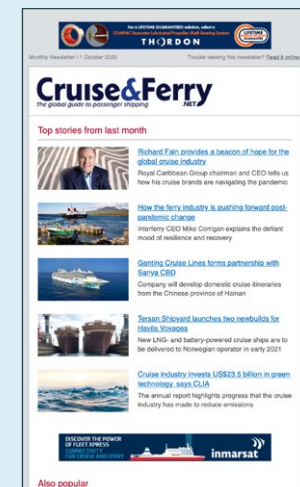 For a LIFETIME GUARANTEED solution, select a
COMPAC Seawater Lubricated Propeller Shaft Bearing System
THORDON
LIFETIME
GUARANTEE
Monthly Newsletter | 1 October 2020
Trouble viewing this newsletter? Read it online
Cruise&Ferry
.NET
The global guide to passenger shipping
Top stories from last month
Richard Fain provides a beacon of hope for the
global cruise industry
Royal Caribbean Group chairman and CEO tells us
how his cruise brands are navigating the pandemic
How the ferry industry is pushing forward post-
pandemic change
Interferry CEO Mike Corrigan explains the defiant
mood of resilience and recovery
Genting Cruise Lines forms partnership with
Sanya CBD
Company will develop domestic cruise itineraries
from the Chinese province of Hainan
Tersan Shipyard launches two newbuilds for
Havila Voyages
New LNG- and battery-powered cruise ships are to
be delivered to Norwegian operator in early 2021
Cruise industry invests US$23.5 billion in green
technology, says CLIA
The annual report highlights progress that the cruise
industry has made to reduce emissions
DISCOVER THE POWER
OF FLEET XPRESS
CONNECTIVITY
FOR CRUISE AND FERRY
inmarsat
Also popular